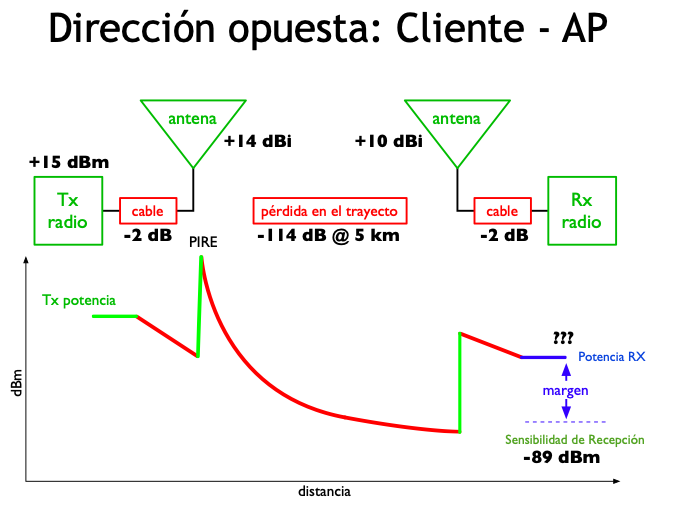 Dirección opuesta: Cliente - AP
antena
antena
+14 dBi
+10 dBi
+15 dBm
Tx
radio
cable
pérdida en el trayecto
cable
Rx
radio
-2 dB
-114 dB @ 5 km
-2 dB
PIRE
Tx potencia
???
Potencia RX
margen
dBm
Sensibilidad de Recepción
-89 dBm
distancia